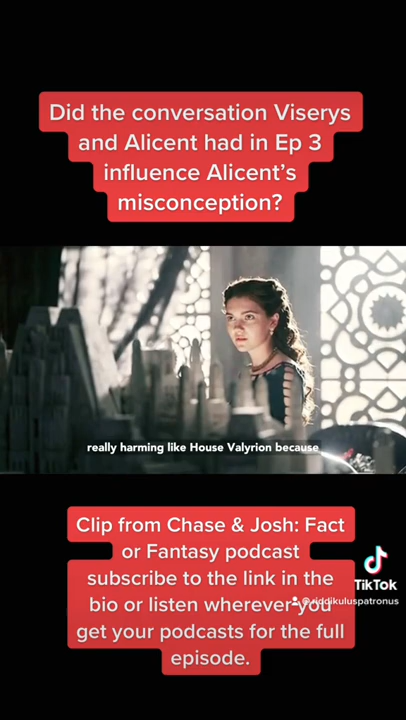 Did the conversation Viserys
and Alicent had in Ep 3
influence Alicent's
misconception?
really harming like House Valyrion because
Clip from Chase & Josh: Fact
or Fantasy podcast
subscribe to the link in the
bio or listen wherever you
get your podcasts for the full
episode.
TikTok
@riddikuluspatronus